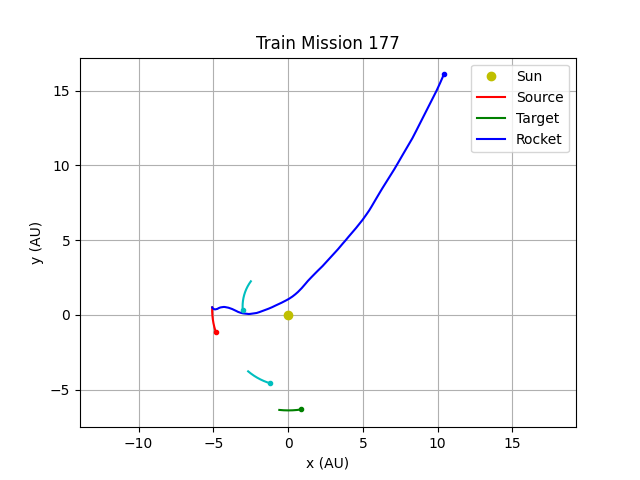 Train Mission 177
Sun
Source
Target
Rocket
y (AU)
15
10
5
0
−5
−10
−5
0
5
10
15
x (AU)